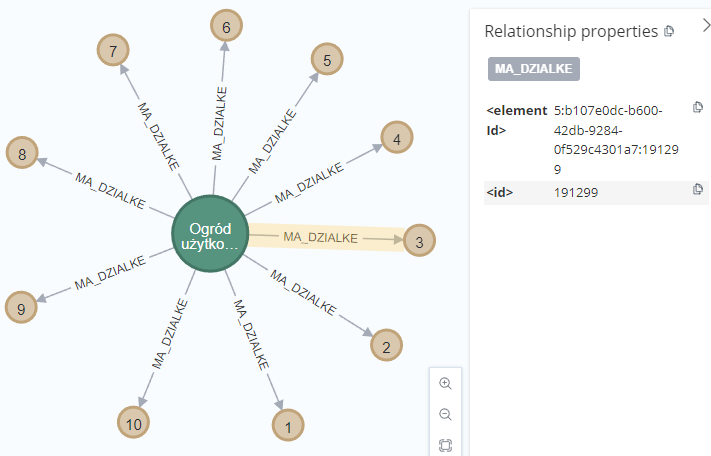 6
7
5
MA_DZIALKE
MA_DZIALKE
MA_DZIALKE
4
8
MA_DZIALKE
MA_DZIALKE
Ogród
użytko...
MA_DZIALKE
3
MA_DZIALKE
MA_DZIALKE
9
MA_DZIALKE
MA_DZIALKE
2
10
1
Relationship properties
MA_DZIALKE
<element
Id>
5:b107e0dc-b600-
42db-9284-
0f529c4301a7:19129
9
<id>
191299